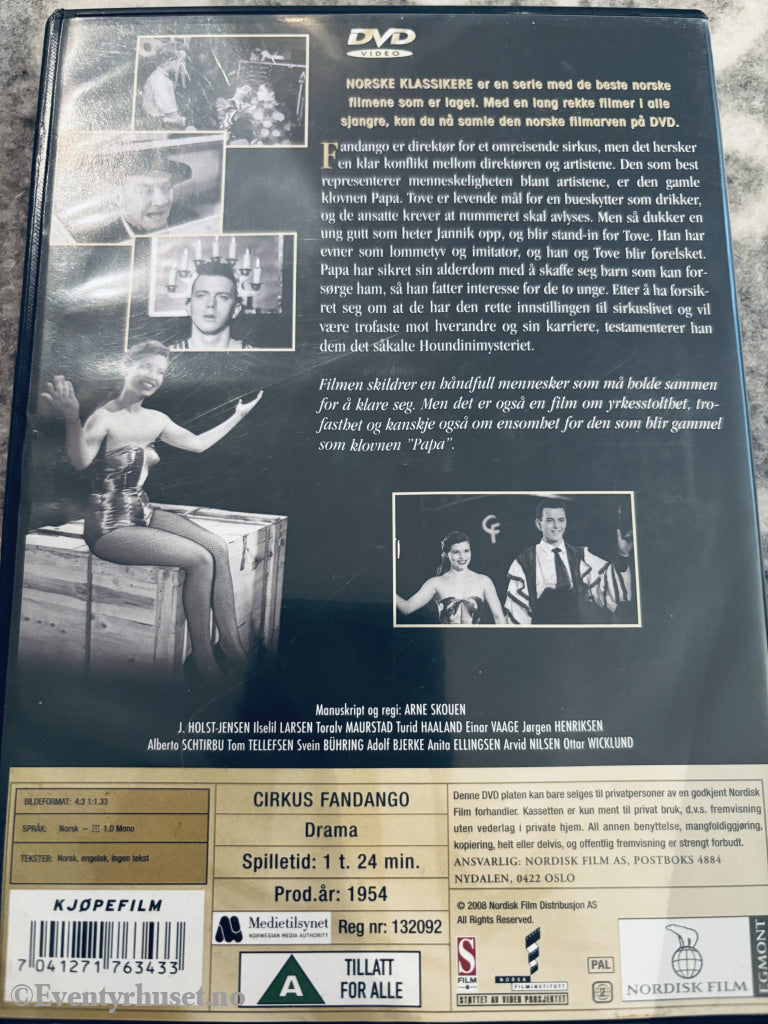 DVD
VIDEO
NORSKE KLASSIKERE er en serie med de beste norske
filmene som er laget. Med en lang rekke filmer i alle
sjangre, kan du nå samle den norske filmarven på DVD.
Fandango er direktør for et omreisende sirkus, men det hersker
en klar konflikt mellom direktøren og artistene. Den som best
representerer menneskeligheten blant artistene, er den gamle
klovnen Papa. Tove er levende mål for en bueskytter som drikker,
og de ansatte krever at nummeret skal avlyses. Men så dukker en
ung gutt som heter Jannik opp, og blir stand-in for Tove. Han har
evner som lommetyv og imitator, og han og Tove blir forelsket.
Papa har sikret sin alderdom med å skaffe seg barn som kan for-
sørge ham, så han fatter interesse for de to unge. Etter å ha forsik-
ret seg om at de har den rette innstillingen til sirkuslivet og vil
være trofaste mot hverandre og sin karriere, testamenterer han
dem det såkalte Houndinimysteriet.
Filmen skildrer en håndfull mennesker som må holde sammen
for å klare seg. Men det er også en film om yrkesstolthet, tro-
fasthet og kanskje også om ensomhet for den som blir gammel
som klovnen "Papa".
CF
Manuskript og regi: ARNE SKOUEN
J. HOLST-JENSEN Ilselil LARSEN Toralv MAURSTAD Turid HAALAND Einar VAAGE Jørgen HENRIKSEN
Alberto SCHTIRBU Tom TELLEFSEN Svein BÜHRING Adolf BJERKE Anita ELLINGSEN Arvid NILSEN Ottar WICKLUND
BILDEFORMAT: 4:3 1:1.33
SPRÅK: Norsk – 1.0 Mono
TEKSTER: Norsk, engelsk, ingen tekst
CIRKUS FANDANGO
Drama
Spilletid: 1 t. 24 min.
Prod.år: 1954
Medietilsynet
NORWEGIAN MEDIA AUTHORITY
Reg nr: 132092
A
TILLATT
FOR ALLE
KJØPEFILM
7 041271 763433
Denne DVD platen kan bare selges til privatpersoner av en godkjent Nordisk
Film forhandler. Kassetten er kun ment til privat bruk, d.v.s. fremvisning
uten vederlag i private hjem. All annen benyttelse, mangfoldiggjøring,
kopiering, helt eller delvis, og offentlig fremvisning er strengt forbudt.
ANSVARLIG: NORDISK FILM AS, POSTBOKS 4884
NYDALEN, 0422 OSLO
© 2008 Nordisk Film Distribusjon AS
All Rights Reserved.
S
FILM
NORSK
FILMINSTITUTT
STØTTET AV VIDEO PROSJEKTET
PAL
2
NORDISK FILM
EGMONT
©Eventyrhuset.no